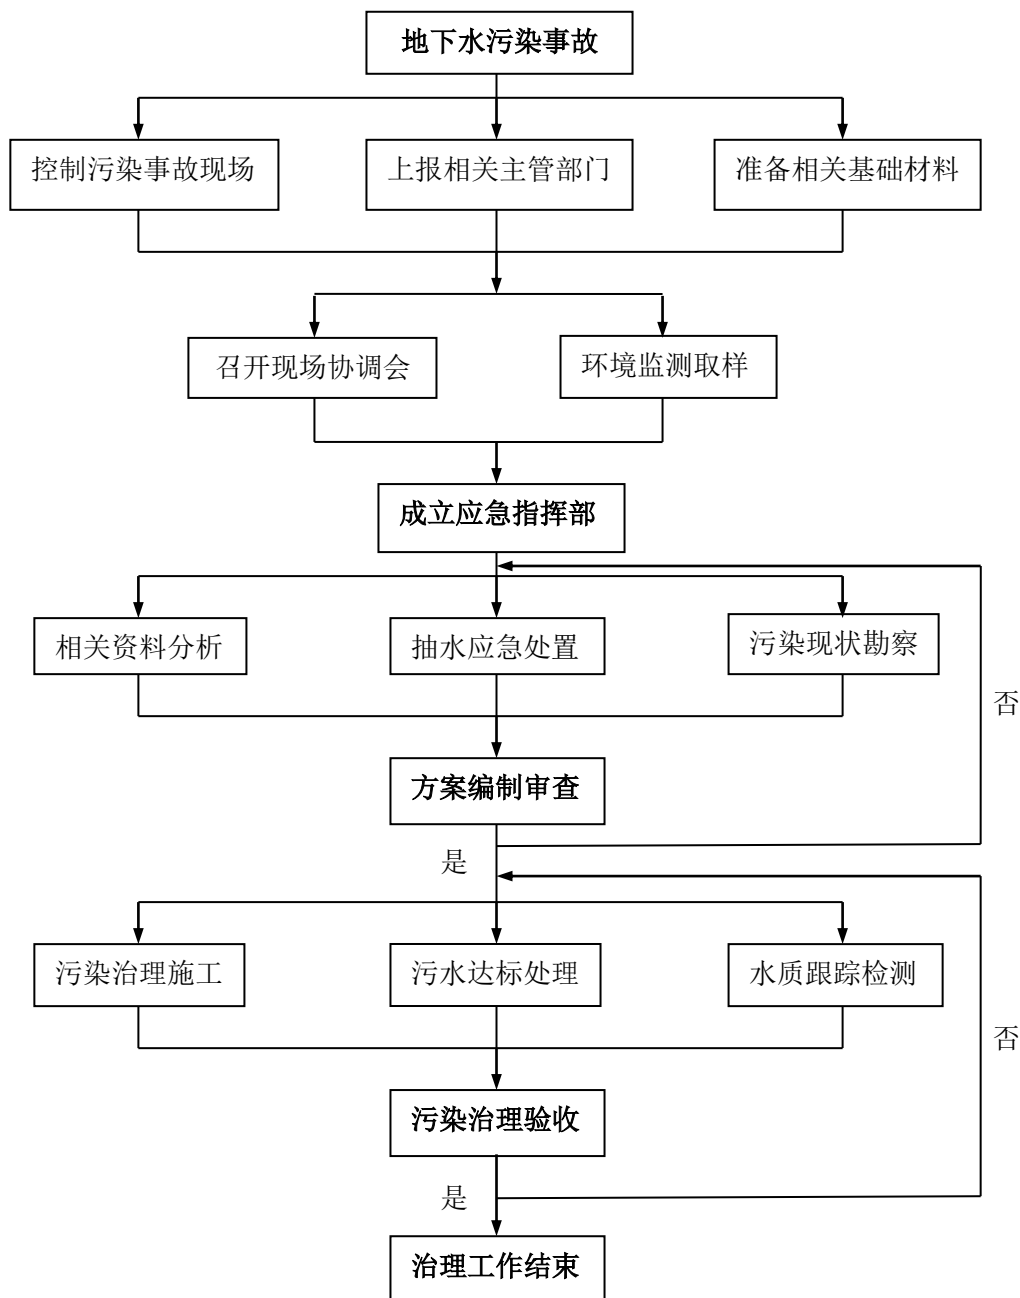 地下水污染事故
控制污染事故现场
上报相关主管部门
准备相关基础材料
召开现场协调会
环境监测取样
成立应急指挥部
相关资料分析
抽水应急处置
污染现状勘察
否
方案编制审查
是
污染治理施工
污水达标处理
水质跟踪检测
否
污染治理验收
是
治理工作结束